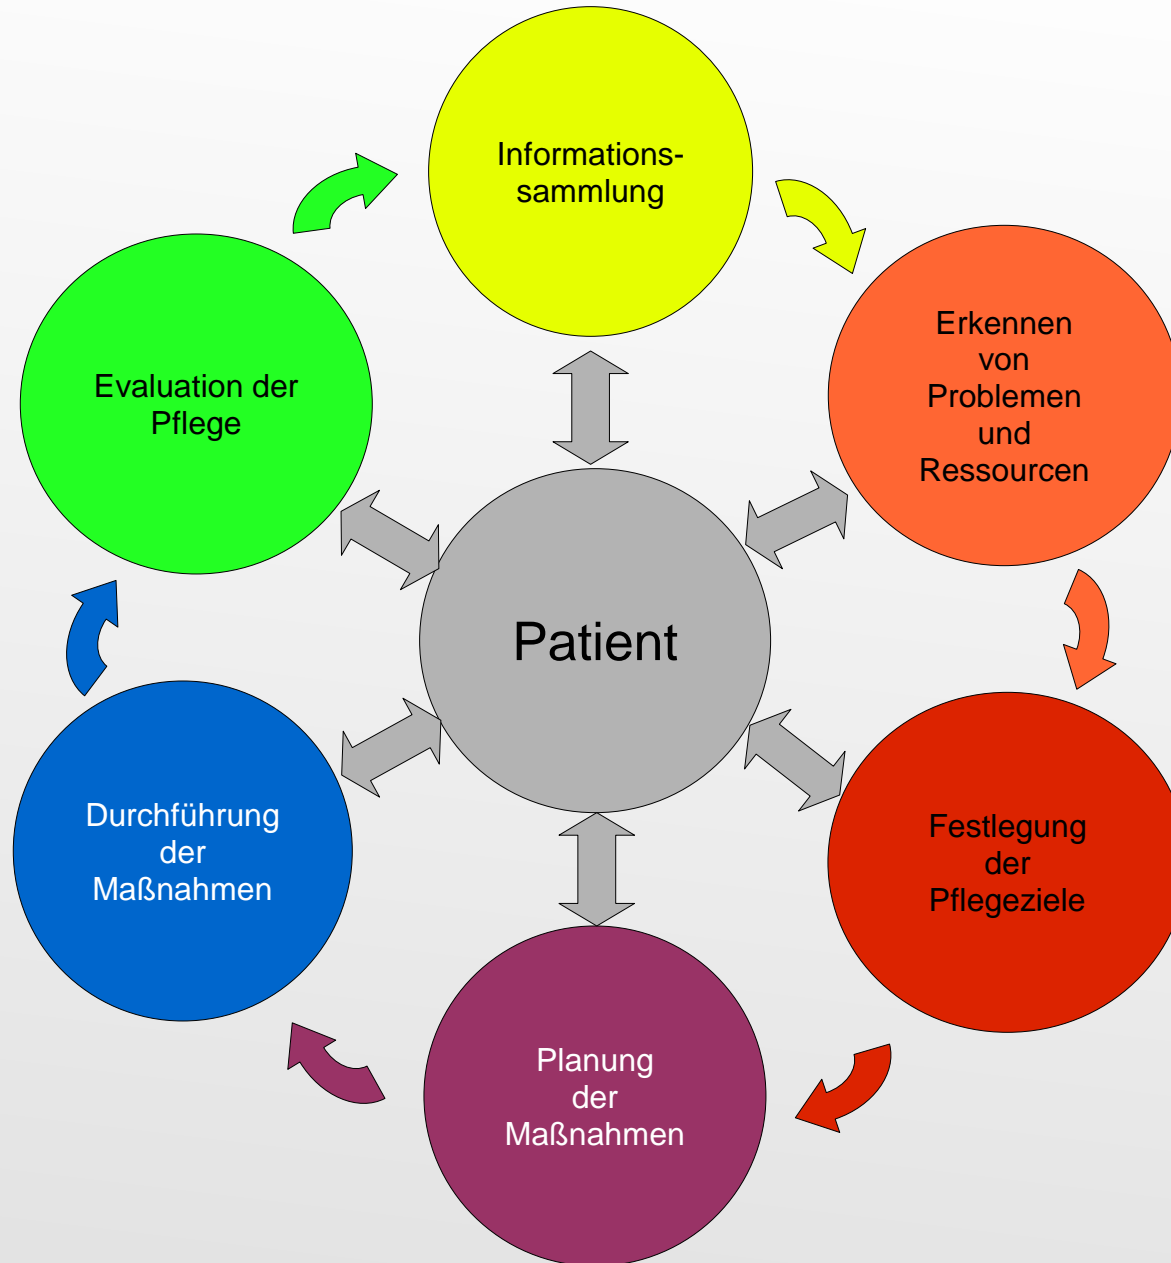 Informations-
sammlung
Erkennen
von
Problemen
und
Ressourcen
Festlegung
der
Pflegeziele
Planung
der
Maßnahmen
Durchführung
der
Maßnahmen
Evaluation der
Pflege
Patient